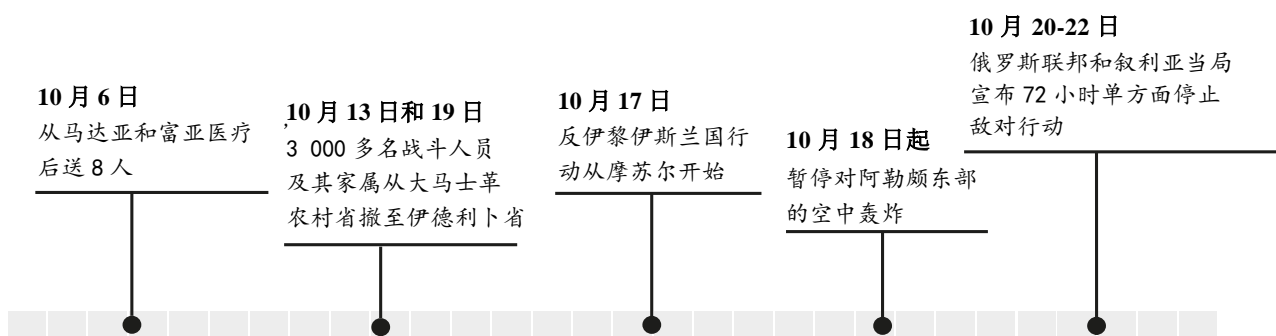 10 月 6 日
从马达亚和富亚医疗
后送 8 人
10 月 13 日和 19 日
,
3 000 多名战斗人员
及其家属从大马士革
农村省撤至伊德利卜省
10 月 17 日
反伊黎伊斯兰国行
动从摩苏尔开始
10 月 18 日起
暂停对阿勒颇东部
的空中轰炸
10 月 20-22 日
俄罗斯联邦和叙利亚当局
宣布 72 小时单方面停止
敌对行动